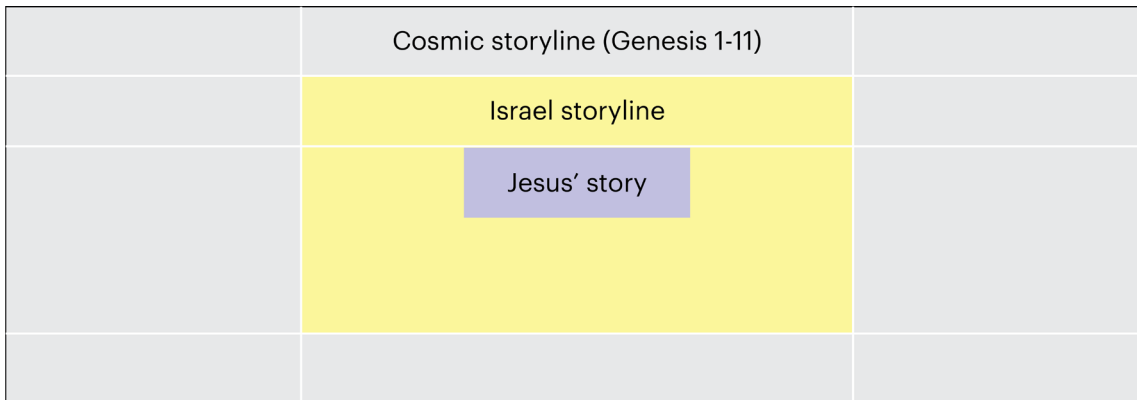 Cosmic storyline (Genesis 1-11)
Israel storyline
Jesus’ story